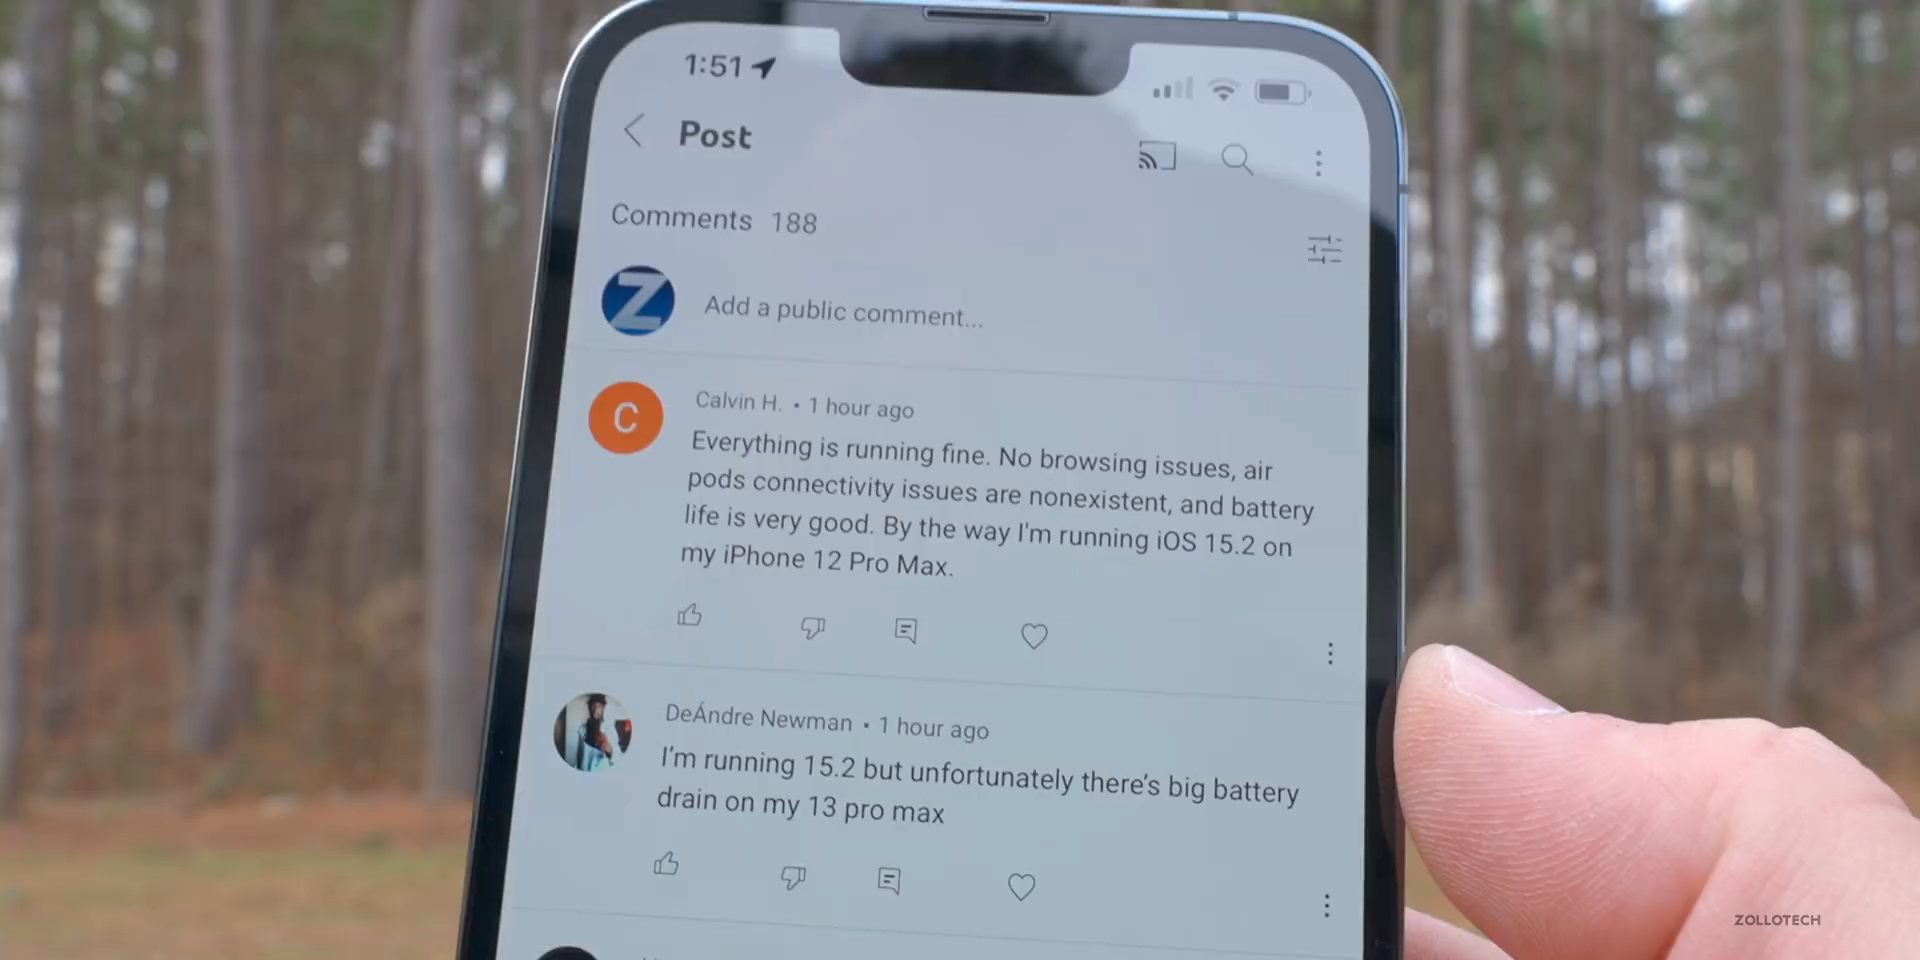 1:51
Post
Comments 188
Z
Add a public comment...
C
Calvin H. • 1 hour ago
Everything is running fine. No browsing issues, air
pods connectivity issues are nonexistent, and battery
life is very good. By the way I'm running iOS 15.2 on
my iPhone 12 Pro Max.
DeÁndre Newman • 1 hour ago
I'm running 15.2 but unfortunately there's big battery
drain on my 13 pro max
ZOLLOTECH